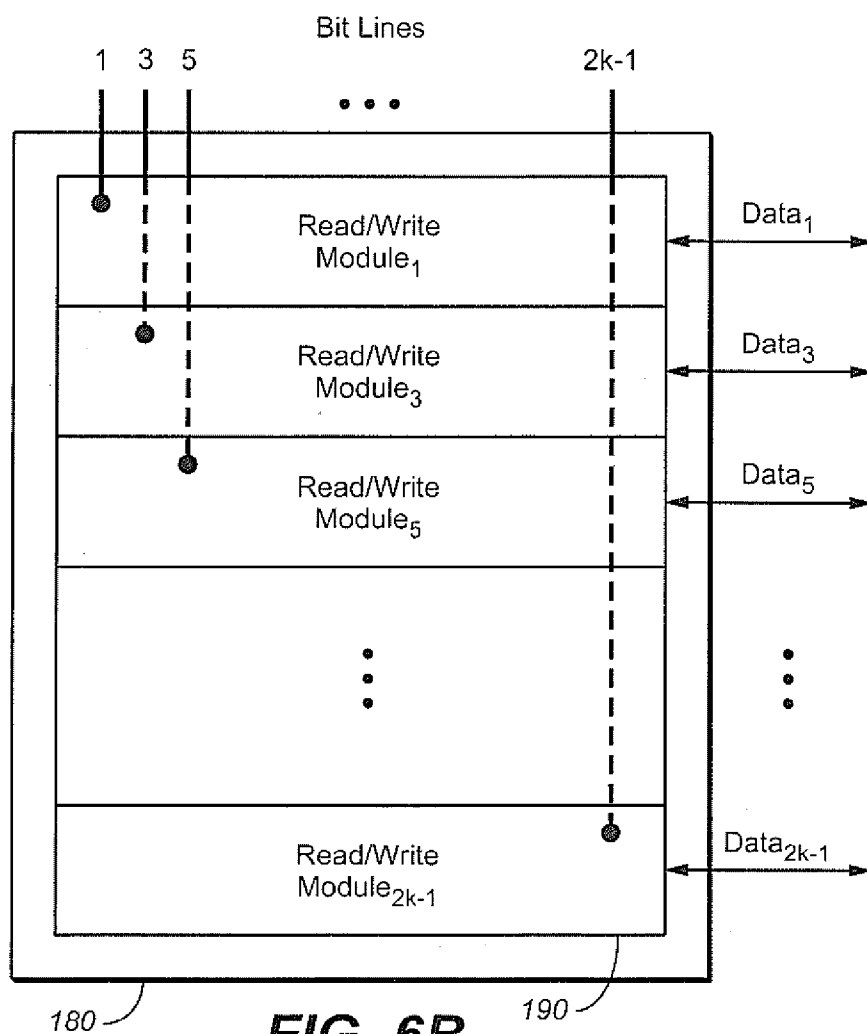 Bit Lines
1 3 5 2k-1
Read/Write
Module₁
Data₁
Read/Write
Module₃
Data₃
Read/Write
Module₅
Data₅
Read/Write
Module₂ₖ₋₁
Data₂ₖ₋₁
180
190
FIG. 6B